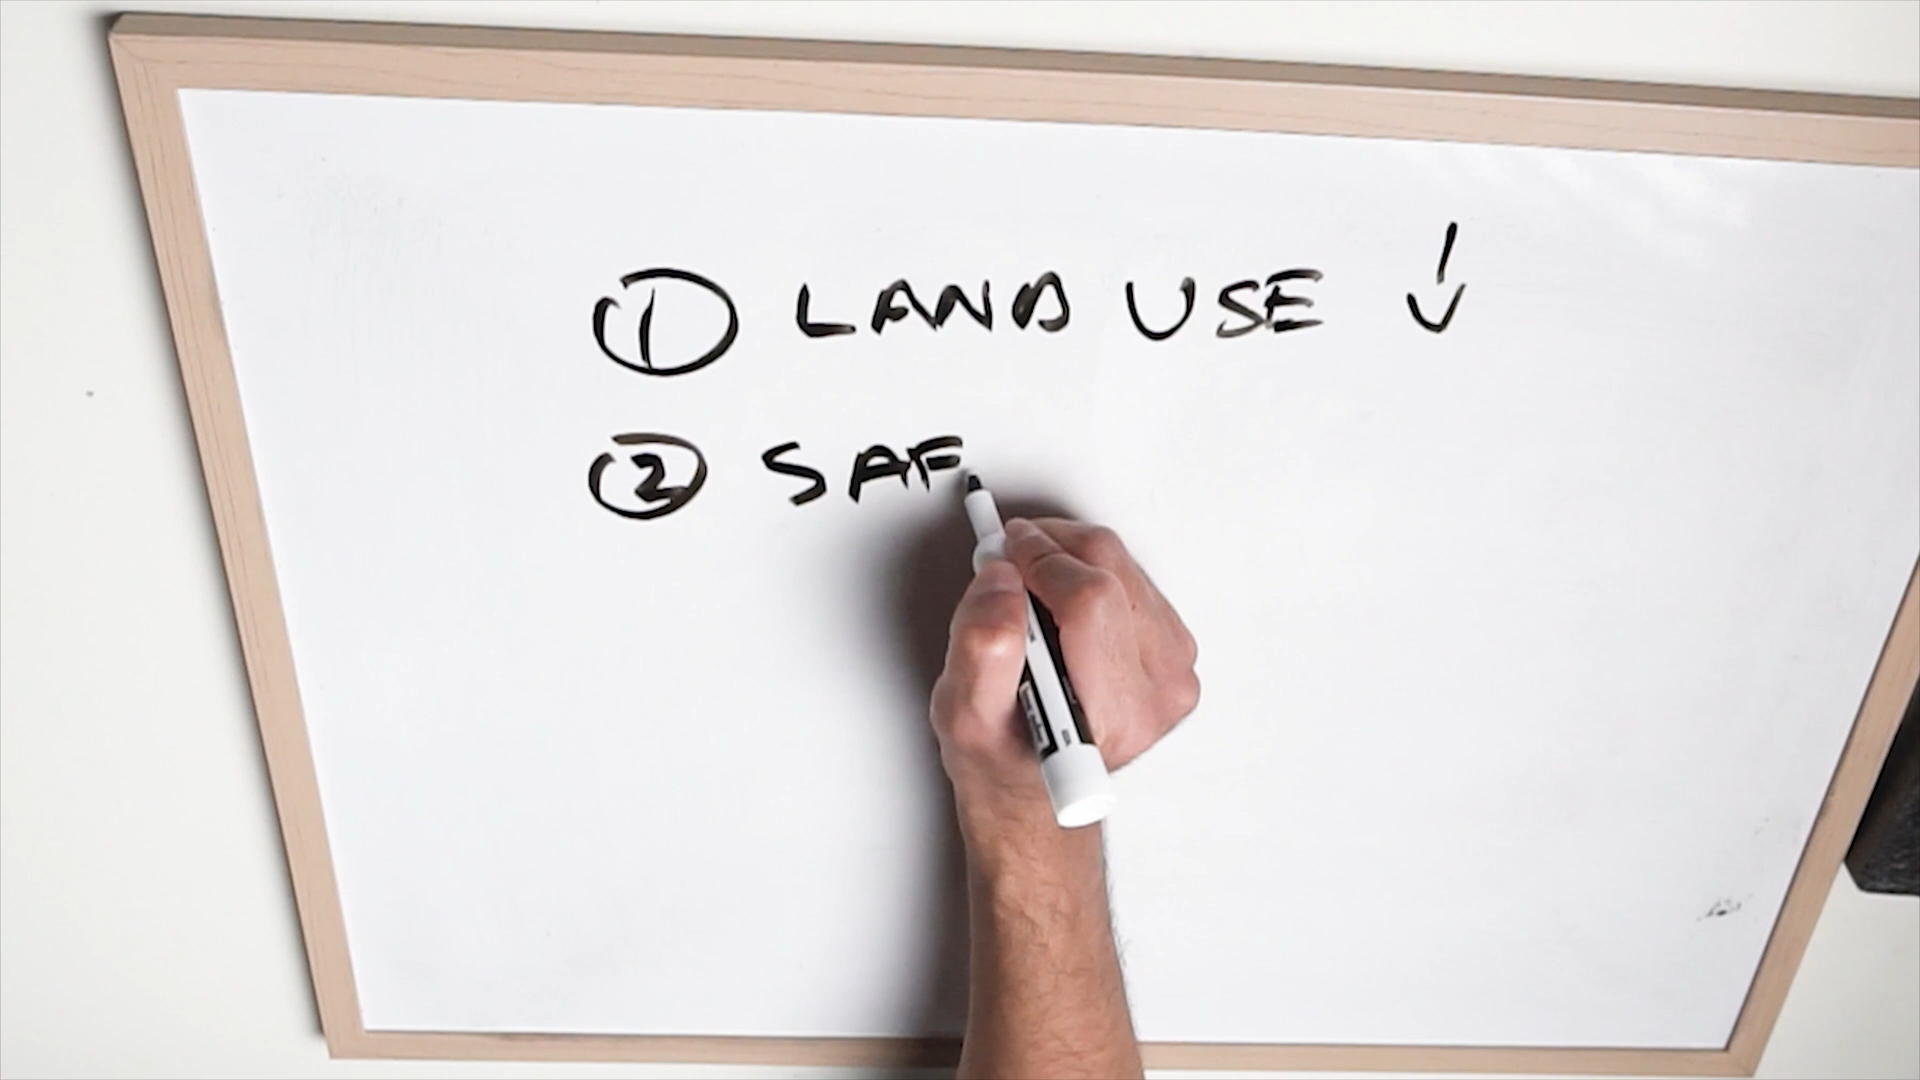 ① LAND USE ↓
② SAF